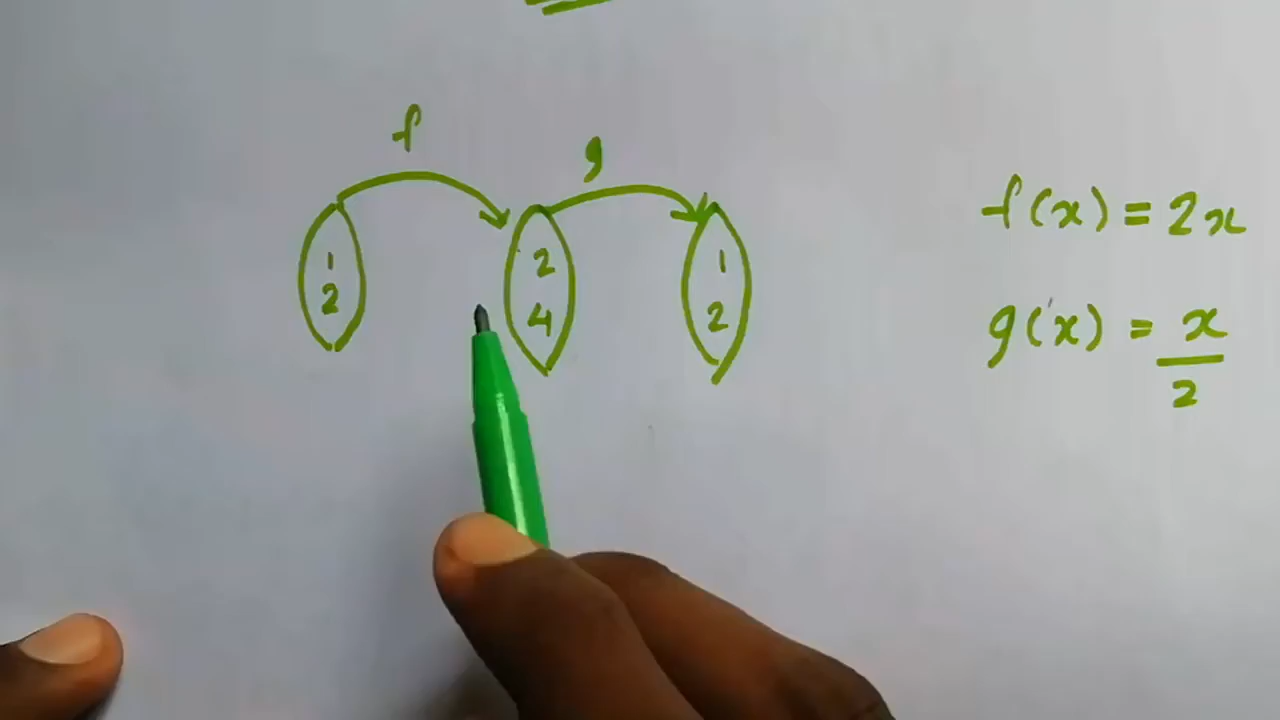 f g
1 2 1
2 4 2
f(x) = 2x
g(x) = x
2